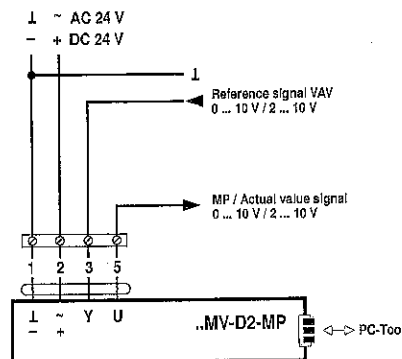 ⊥ ~ AC 24 V
− + DC 24 V
⊥
Reference signal VAV
0 ... 10 V / 2 ... 10 V
MP / Actual value signal
0 ... 10 V / 2 ... 10 V
1 2 3 5
⊥ ~ Y U
− +
..MV-D2-MP
PC-Too